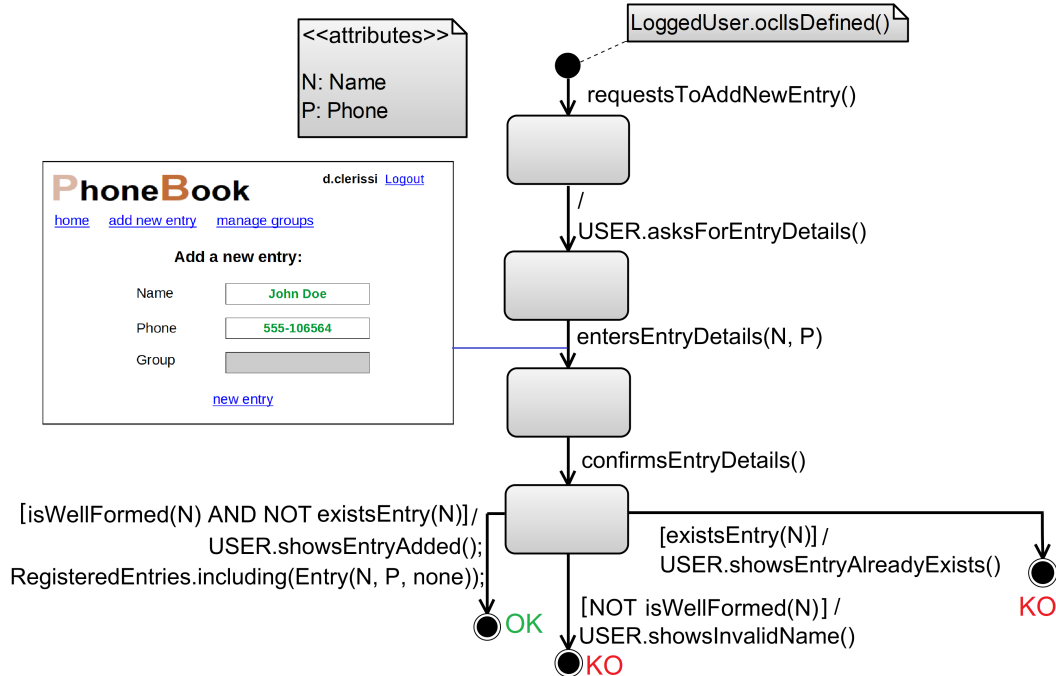 <<attributes>>
N: Name
P: Phone
LoggedUser.oclIsDefined()
requestsToAddNewEntry()
PhoneBook
d.clerissi Logout
home add new entry manage groups
Add a new entry:
Name John Doe
Phone 555-106564
Group
new entry
/
USER.asksForEntryDetails()
entersEntryDetails(N, P)
confirmsEntryDetails()
[isWellFormed(N) AND NOT existsEntry(N)] /
USER.showsEntryAdded();
RegisteredEntries.including(Entry(N, P, none));
OK
[NOT isWellFormed(N)] /
USER.showsInvalidName()
KO
[existsEntry(N)] /
USER.showsEntryAlreadyExists()
KO